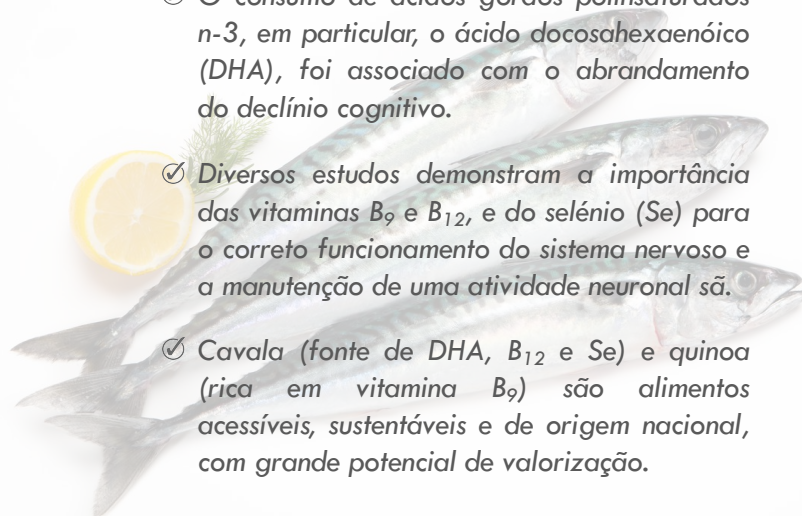 O consumo de ácidos gordos polinsaturados
n-3, em particular, o ácido docosahexaenóico
(DHA), foi associado com o abrandamento
do declínio cognitivo.
Diversos estudos demonstram a importância
das vitaminas B₉ e B₁₂, e do selénio (Se) para
o correto funcionamento do sistema nervoso e
a manutenção de uma atividade neuronal sã.
Cavala (fonte de DHA, B₁₂ e Se) e quinoa
(rica em vitamina B₉) são alimentos
acessíveis, sustentáveis e de origem nacional,
com grande potencial de valorização.